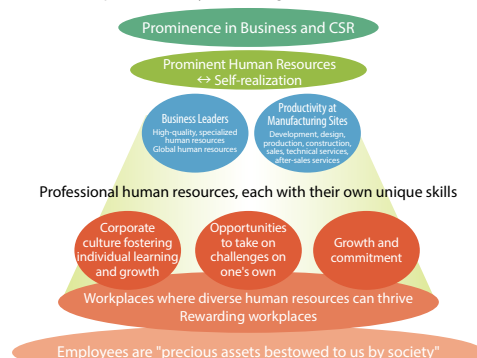 Prominence in Business and CSR
Prominent Human Resources
↔ Self-realization
Business Leaders
High-quality, specialized
human resources
Global human resources
Productivity at
Manufacturing Sites
Development, design,
production, construction,
sales, technical services,
after-sales services
Professional human resources, each with their own unique skills
Corporate
culture fostering
individual learning
and growth
Opportunities
to take on
challenges on
one's own
Growth and
commitment
Workplaces where diverse human resources can thrive
Rewarding workplaces
Employees are "precious assets bestowed to us by society"